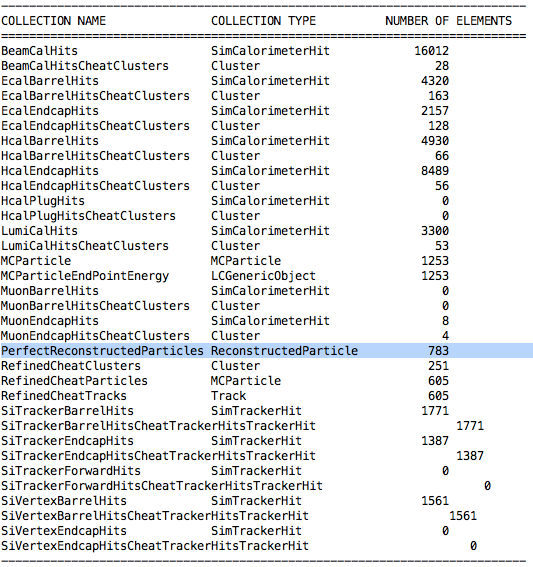 COLLECTION NAME COLLECTION TYPE NUMBER OF ELEMENTS
BeamCalHits SimCalorimeterHit 16012
BeamCalHitsCheatClusters Cluster 28
EcalBarrelHits SimCalorimeterHit 4320
EcalBarrelHitsCheatClusters Cluster 163
EcalEndcapHits SimCalorimeterHit 2157
EcalEndcapHitsCheatClusters Cluster 128
HcalBarrelHits SimCalorimeterHit 4930
HcalBarrelHitsCheatClusters Cluster 66
HcalEndcapHits SimCalorimeterHit 8489
HcalEndcapHitsCheatClusters Cluster 56
HcalPlugHits SimCalorimeterHit 0
HcalPlugHitsCheatClusters Cluster 0
LumiCalHits SimCalorimeterHit 3300
LumiCalHitsCheatClusters Cluster 53
MCParticle MCParticle 1253
MCParticleEndPointEnergy LCGenericObject 1253
MuonBarrelHits SimCalorimeterHit 0
MuonBarrelHitsCheatClusters Cluster 0
MuonEndcapHits SimCalorimeterHit 8
MuonEndcapHitsCheatClusters Cluster 4
PerfectReconstructedParticles ReconstructedParticle 783
RefinedCheatClusters Cluster 251
RefinedCheatParticles MCParticle 605
RefinedCheatTracks Track 605
SiTrackerBarrelHits SimTrackerHit 1771
SiTrackerBarrelHitsCheatTrackerHitsTrackerHit 1771
SiTrackerEndcapHits SimTrackerHit 1387
SiTrackerEndcapHitsCheatTrackerHitsTrackerHit 1387
SiTrackerForwardHits SimTrackerHit 0
SiTrackerForwardHitsCheatTrackerHitsTrackerHit 0
SiVertexBarrelHits SimTrackerHit 1561
SiVertexBarrelHitsCheatTrackerHitsTrackerHit 1561
SiVertexEndcapHits SimTrackerHit 0
SiVertexEndcapHitsCheatTrackerHitsTrackerHit 0